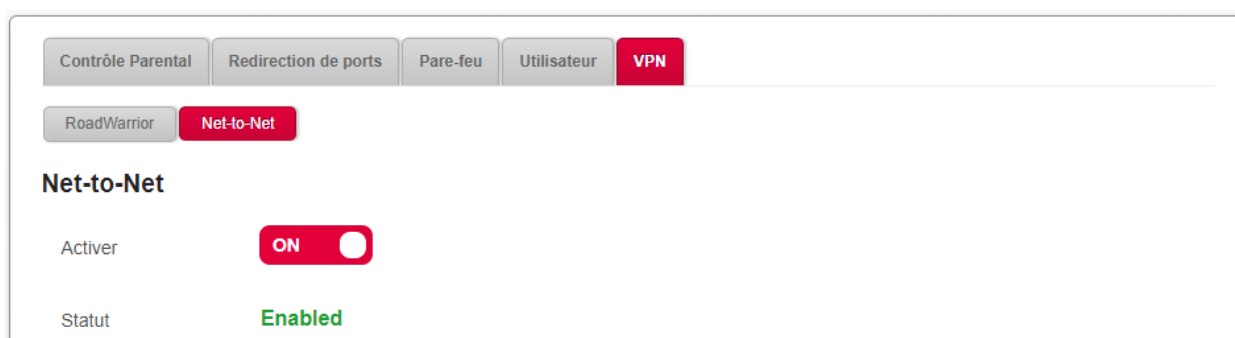 Contrôle Parental Redirection de ports Pare-feu Utilisateur VPN
RoadWarrior Net-to-Net
Net-to-Net
Activer ON
Statut Enabled